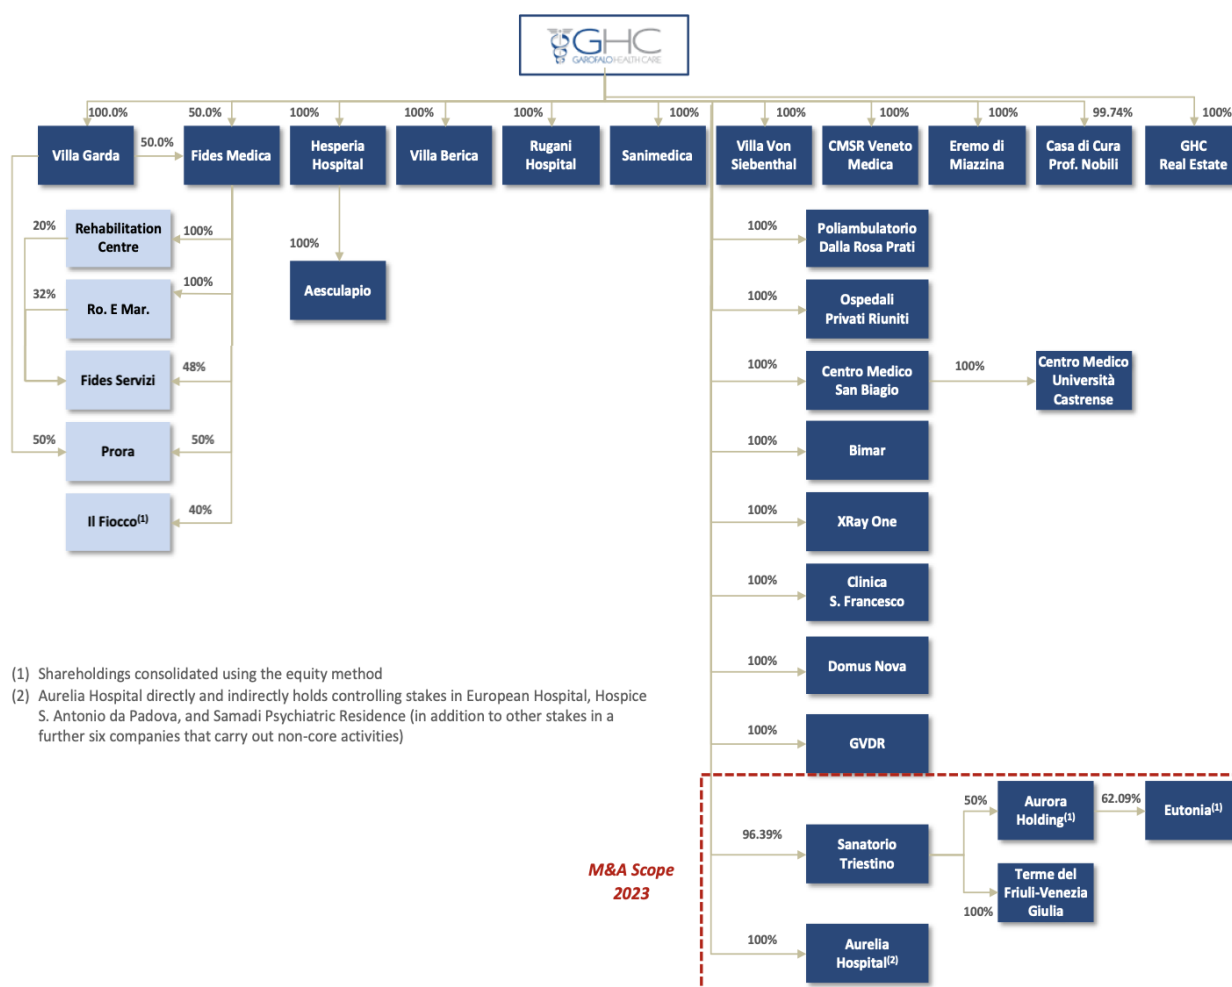 GHC
GAROFALO HEALTH CARE
100.0%
50.0%
100%
100%
100%
100%
100%
100%
100%
99.74%
100%
Villa Garda
50.0%
Fides Medica
Hesperia
Hospital
Villa Berica
Rugani
Hospital
Sanimedica
Villa Von
Siebenthal
CMSR Veneto
Medica
Eremo di
Miazzina
Casa di Cura
Prof. Nobili
GHC
Real Estate
20%
Rehabilitation
Centre
100%
100%
Aesculapio
100%
Poliambulatorio
Dalla Rosa Prati
32%
Ro. E Mar.
100%
100%
Ospedali
Privati Riuniti
Fides Servizi
48%
100%
Centro Medico
San Biagio
100%
Centro Medico
Università
Castrense
50%
Prora
50%
100%
Bimar
Il Fiocco(1)
40%
100%
XRay One
100%
Clinica
S. Francesco
100%
Domus Nova
(1) Shareholdings consolidated using the equity method
(2) Aurelia Hospital directly and indirectly holds controlling stakes in European Hospital, Hospice
S. Antonio da Padova, and Samadi Psychiatric Residence (in addition to other stakes in a
further six companies that carry out non-core activities)
100%
GVDR
M&A Scope
2023
96.39%
Sanatorio
Triestino
50%
Aurora
Holding(1)
62.09%
Eutonia(1)
100%
Terme del
Friuli-Venezia
Giulia
100%
Aurelia
Hospital(2)